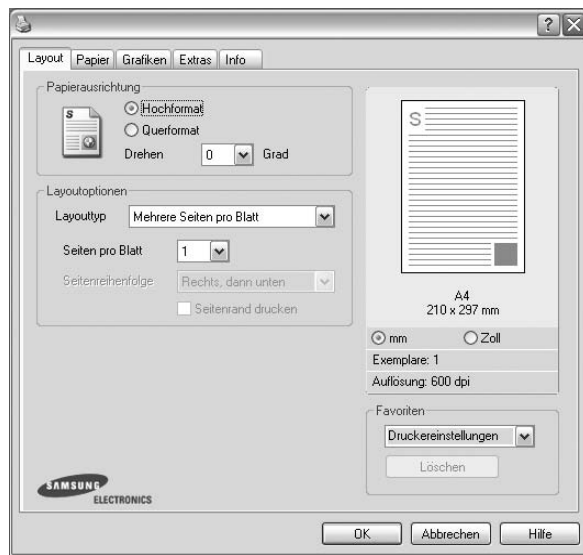 Layout Papier Grafiken Extras Info
Papierausrichtung
S
Hochformat
Querformat
Drehen 0 Grad
Layoutoptionen
Layouttyp Mehrere Seiten pro Blatt
Seiten pro Blatt 1
Seitenreihenfolge Rechts, dann unten
Seitenrand drucken
S
A4
210 x 297 mm
mm Zoll
Exemplare: 1
Auflösung: 600 dpi
Favoriten
Druckereinstellungen
Löschen
SAMSUNG
ELECTRONICS
OK Abbrechen Hilfe